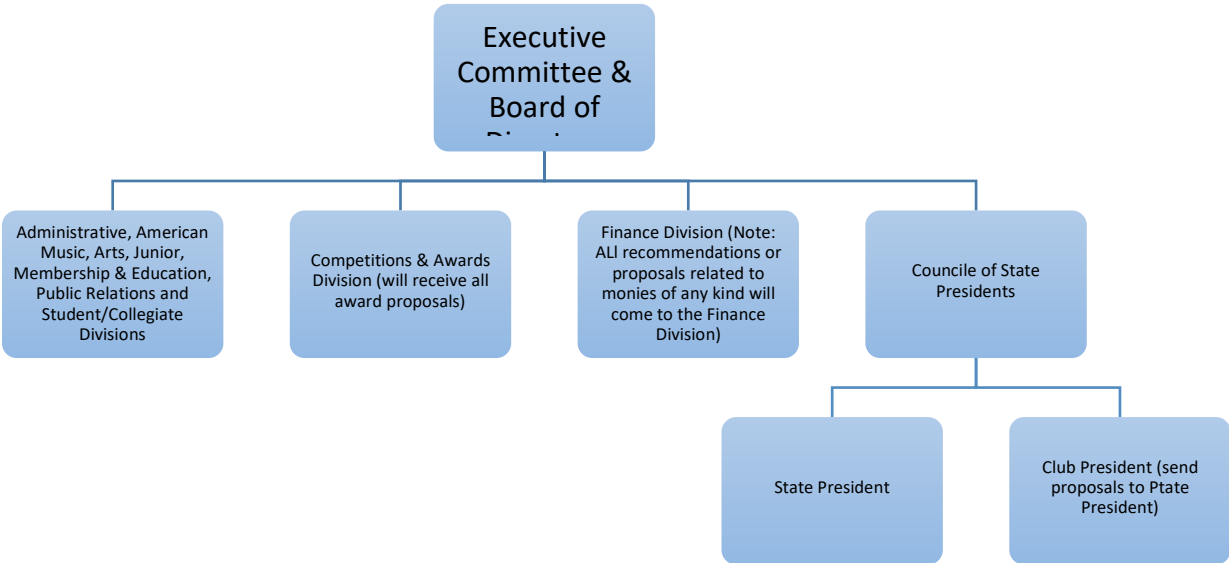 Executive
Committee &
Board of
Administrative, American
Music, Arts, Junior,
Membership & Education,
Public Relations and
Student/Collegiate
Divisions
Competitions & Awards
Division (will receive all
award proposals)
Finance Division (Note:
ALl recommendations or
proposals related to
monies of any kind will
come to the Finance
Division)
Councile of State
Presidents
State President
Club President (send
proposals to Ptate
President)